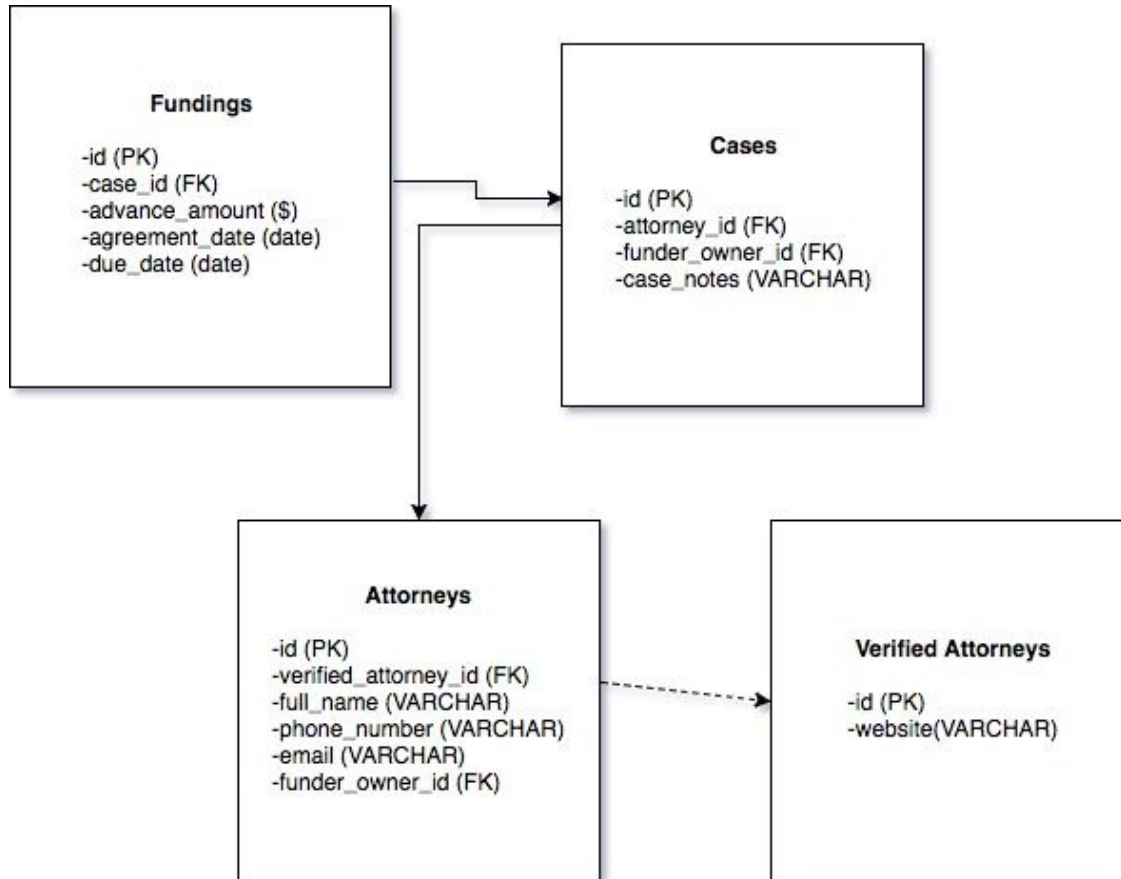 Fundings
-id (PK)
-case_id (FK)
-advance_amount ($)
-agreement_date (date)
-due_date (date)
Cases
-id (PK)
-attorney_id (FK)
-funder_owner_id (FK)
-case_notes (VARCHAR)
Attorneys
-id (PK)
-verified_attorney_id (FK)
-full_name (VARCHAR)
-phone_number (VARCHAR)
-email (VARCHAR)
-funder_owner_id (FK)
Verified Attorneys
-id (PK)
-website(VARCHAR)